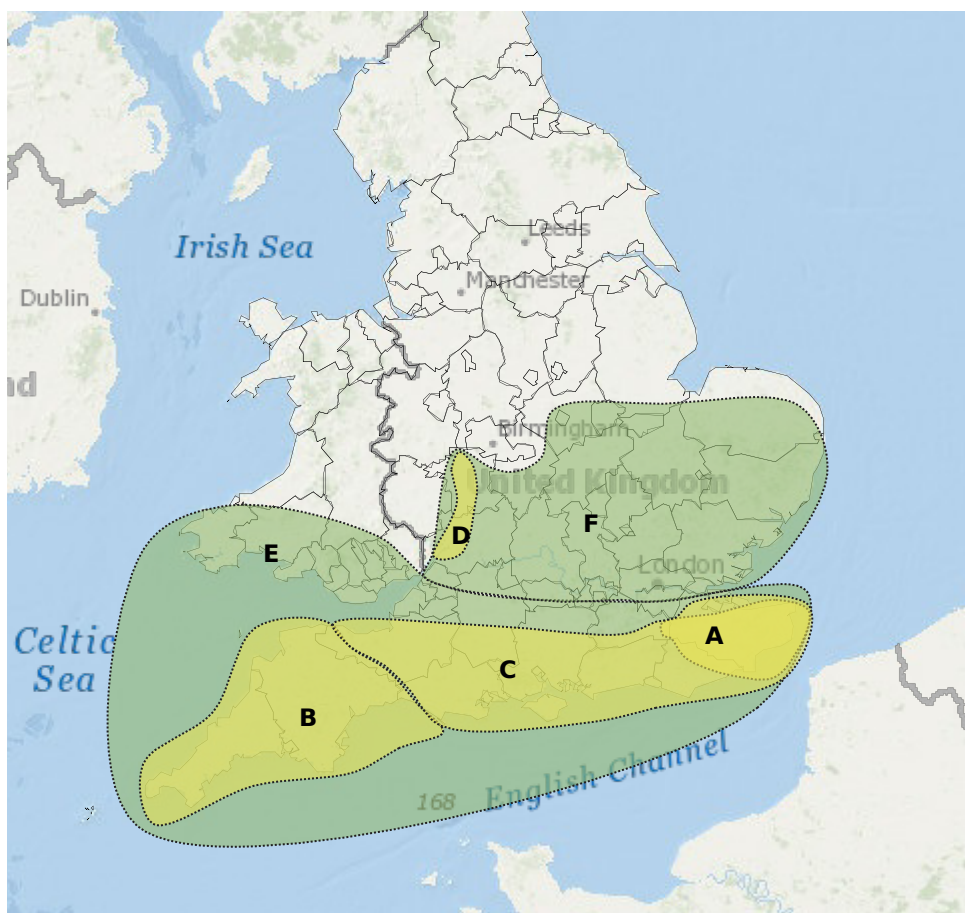 Leeds
Irish Sea
Manchester
Dublin
nd
Birmingham
United Kingdom
D
F
E
London
A
Celtic
Sea
C
B
English Channel
168